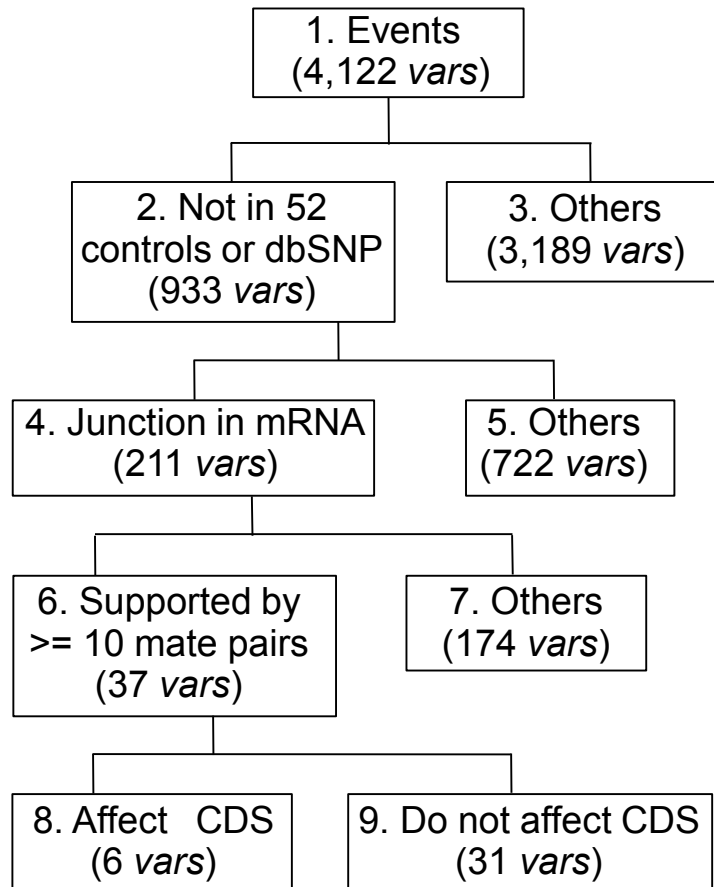 1. Events
(4,122 vars)
2. Not in 52
controls or dbSNP
(933 vars)
3. Others
(3,189 vars)
4. Junction in mRNA
(211 vars)
5. Others
(722 vars)
6. Supported by
>= 10 mate pairs
(37 vars)
7. Others
(174 vars)
8. Affect CDS
(6 vars)
9. Do not affect CDS
(31 vars)